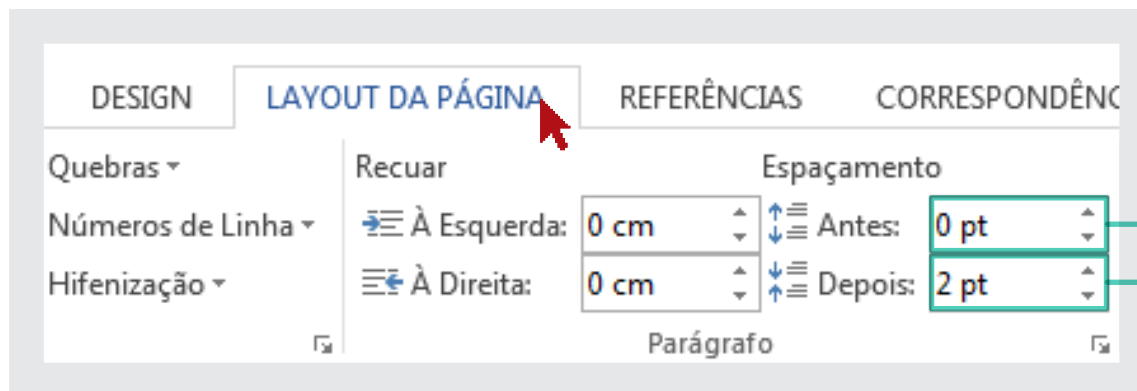 DESIGN LAYOUT DA PÁGINA REFERÊNCIAS
Quebras Recuar Espaçamento
Números de Linha À Esquerda: 0 cm Antes: 0 pt
Hifenização À Direita: 0 cm Depois: 2 pt
Parágrafo